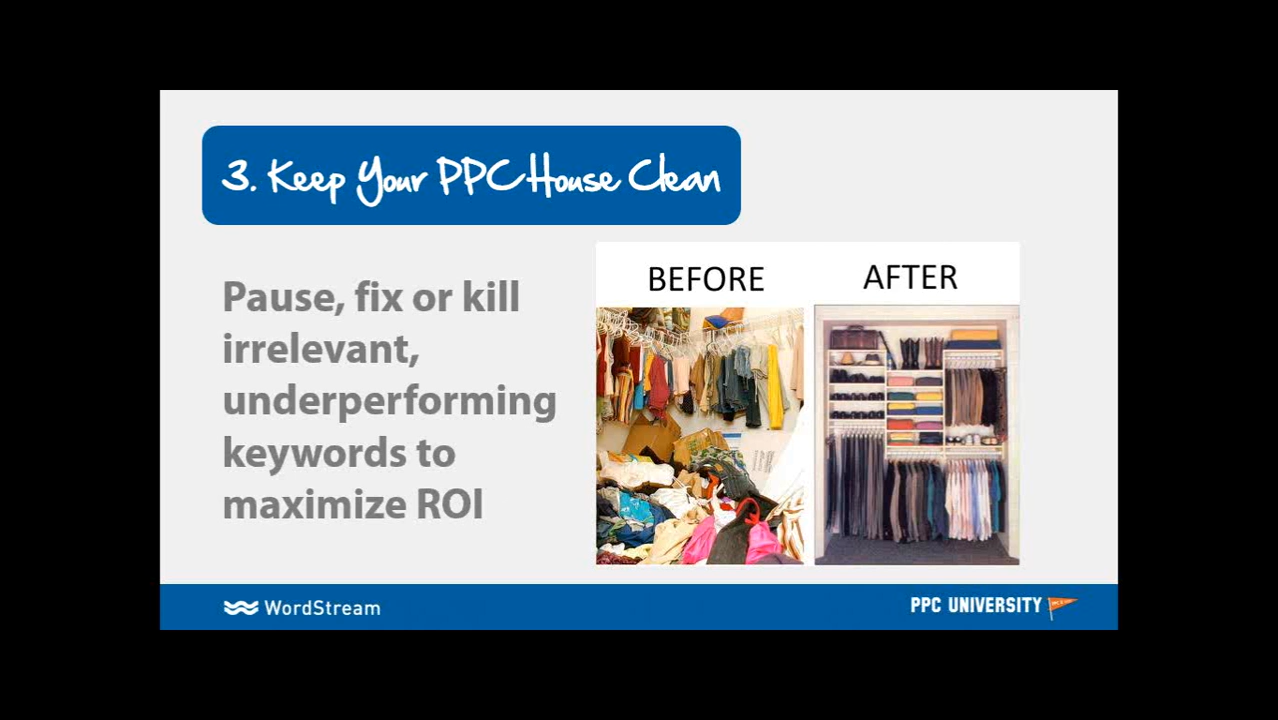 3. Keep Your PPC House Clean
Pause, fix or kill
irrelevant,
underperforming
keywords to
maximize ROI
BEFORE
AFTER
WordStream
PPC UNIVERSITY